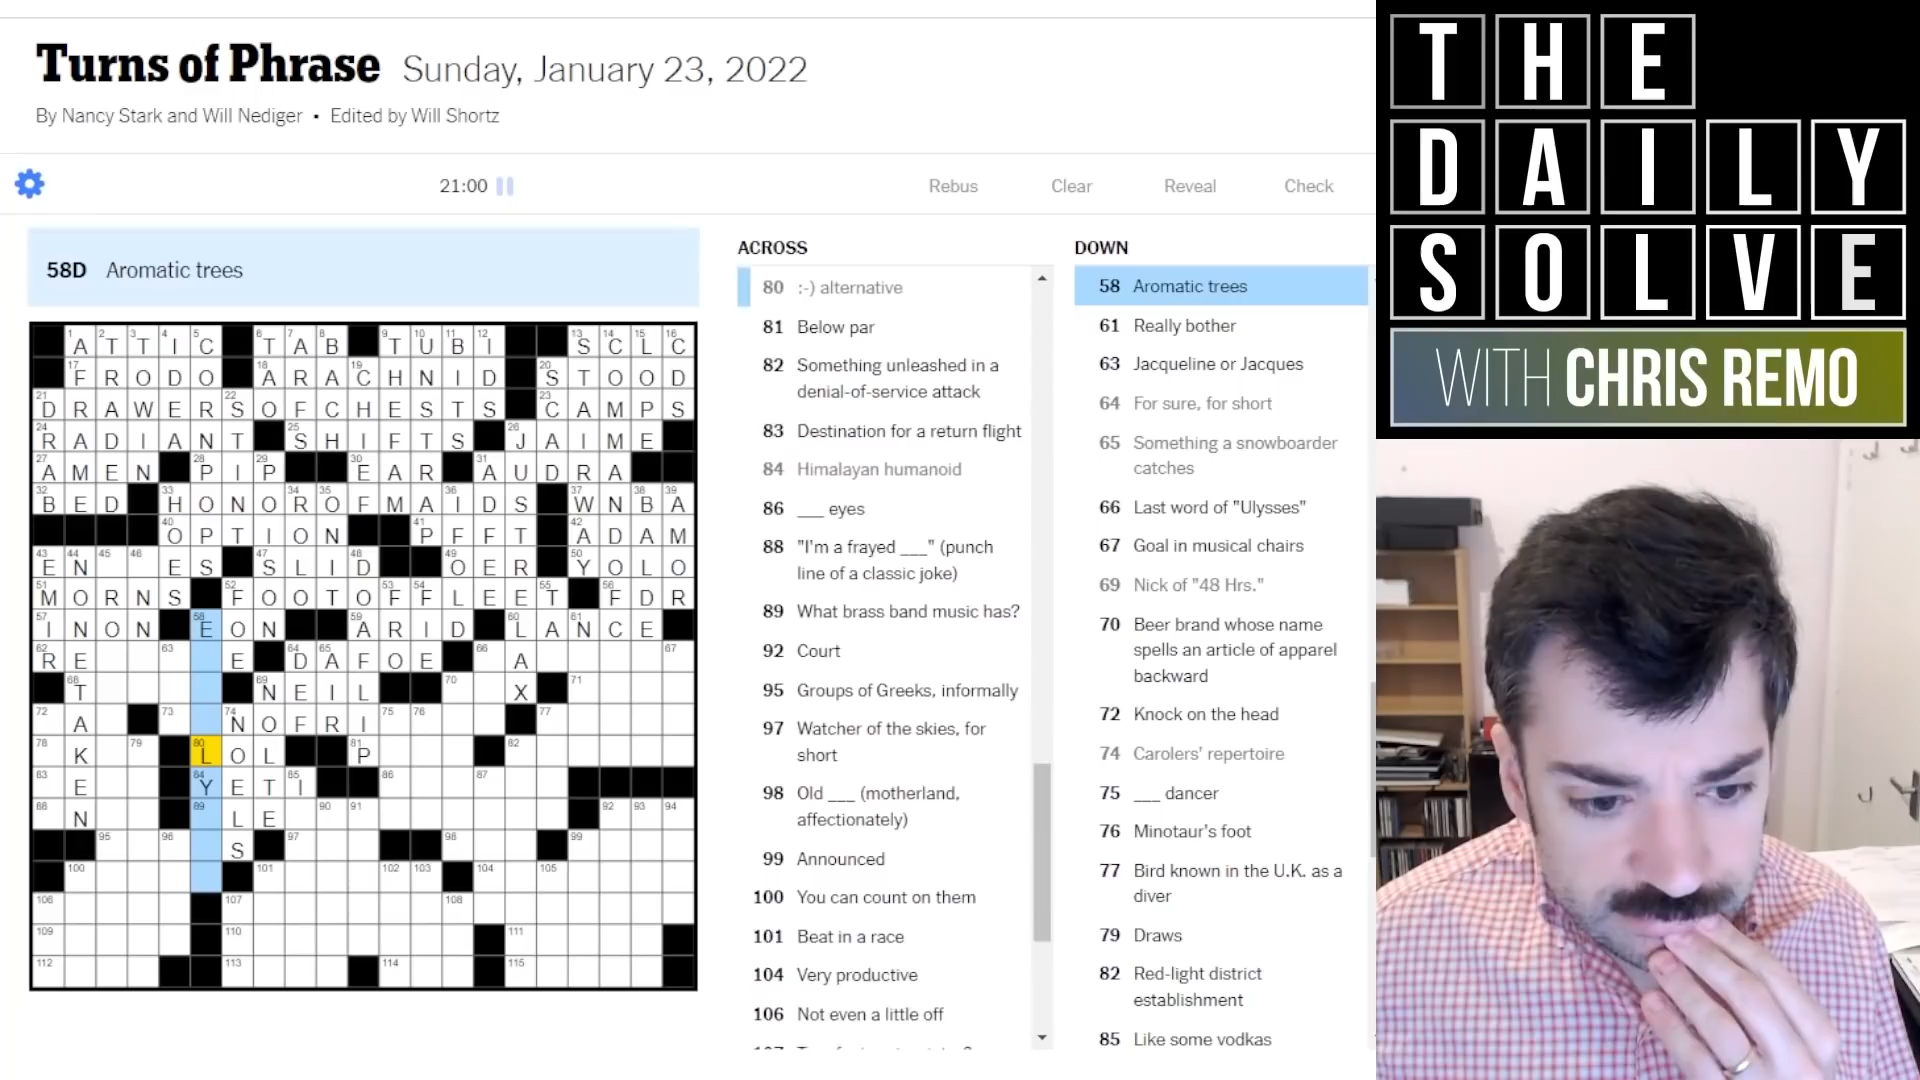 Turns of Phrase Sunday, January 23, 2022
By Nancy Stark and Will Nediger • Edited by Will Shortz
21:00
Rebus Clear Reveal Check
58D Aromatic trees
A T T I C T A B T U B I S C L C
F R O D O A R A C H N I D S T O O D
D R A W E R S O F C H E S T S C A M P S
R A D I A N T S H I F T S J A I M E
A M E N P I P E A R A U D R A
B E D H O N O R O F M A I D S W N B A
O P T I O N P F F T A D A M
E N E S S L I D O E R Y O L O
M O R N S F O O T O F F L E E T F D R
I N O N E O N A R I D L A N C E
R E E D A F O E A
T N E I L X
A N O F R I
K L O L P
E Y E T I
N L E
S
ACROSS
80 :-) alternative
81 Below par
82 Something unleashed in a
denial-of-service attack
83 Destination for a return flight
84 Himalayan humanoid
86 ___ eyes
88 "I'm a frayed ___" (punch
line of a classic joke)
89 What brass band music has?
92 Court
95 Groups of Greeks, informally
97 Watcher of the skies, for
short
98 Old ___ (motherland,
affectionately)
99 Announced
100 You can count on them
101 Beat in a race
104 Very productive
106 Not even a little off
DOWN
58 Aromatic trees
61 Really bother
63 Jacqueline or Jacques
64 For sure, for short
65 Something a snowboarder
catches
66 Last word of "Ulysses"
67 Goal in musical chairs
69 Nick of "48 Hrs."
70 Beer brand whose name
spells an article of apparel
backward
72 Knock on the head
74 Carolers' repertoire
75 ___ dancer
76 Minotaur's foot
77 Bird known in the U.K. as a
diver
79 Draws
82 Red-light district
establishment
85 Like some vodkas
THE
DAILY
SOLVE
WITH CHRIS REMO